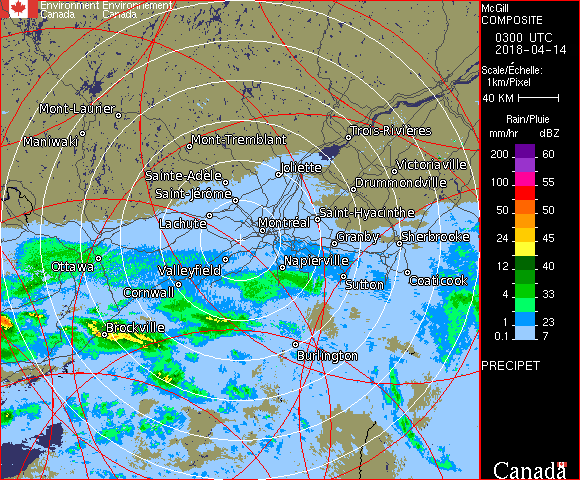 Environment Environnement
Canada Canada
McGill
COMPOSITE
0300 UTC
2018-04-14
Scale/Échelle:
1km/Pixel
40 KM
Rain/Pluie
mm/hr dBZ
200 60
100 55
50 50
24 45
12 40
4 33
1 23
0.1 7
PRECIPET
Canada
Mont-Laurier
Maniwaki
Mont-Tremblant
Trois-Rivières
Sainte-Adèle
Joliette
Victoriaville
Saint-Jérôme
Drummondville
Lachute
Montréal
Saint-Hyacinthe
Granby
Sherbrooke
Ottawa
Valleyfield
Napierville
Cornwall
Sutton
Coaticook
Brockville
Burlington